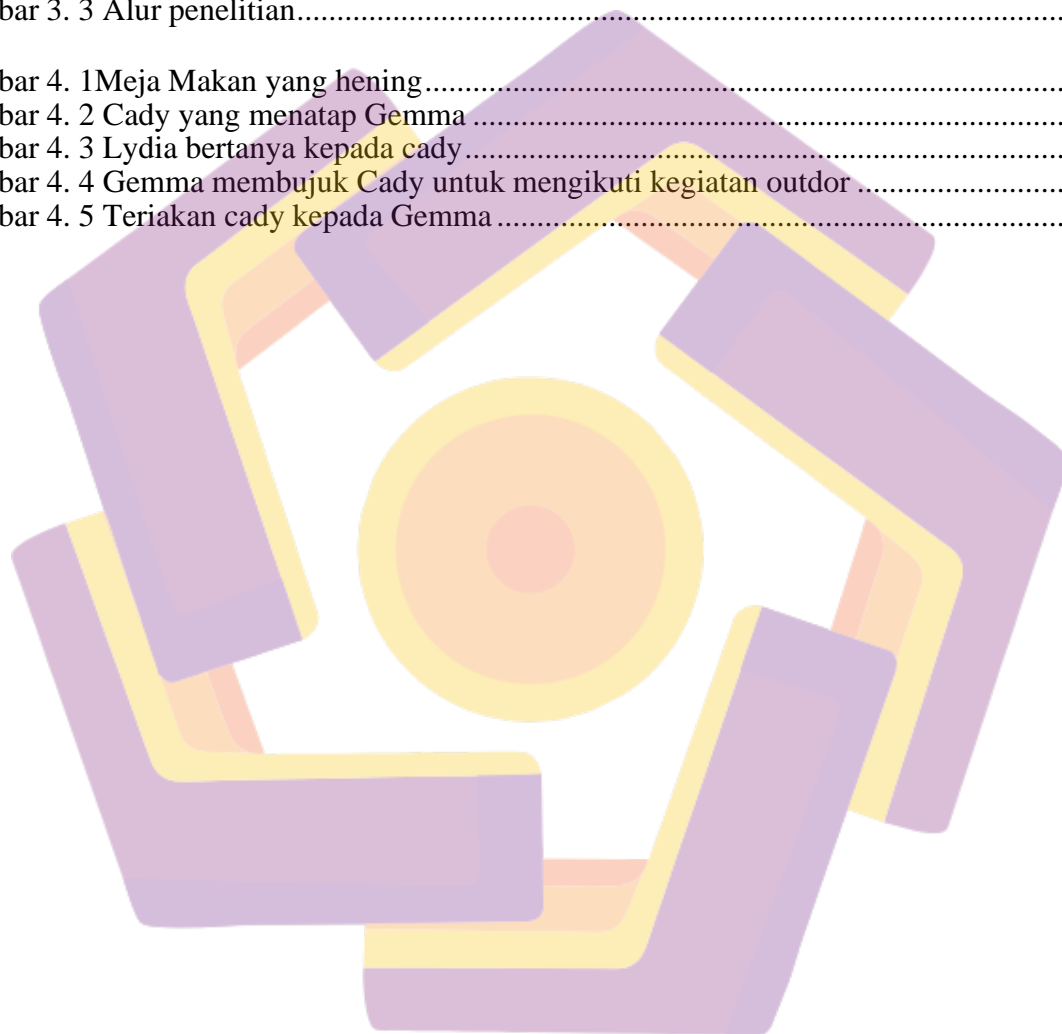 bar 3. 3 Alur penelitian........................................................................................................
bar 4. 1Meja Makan yang hening....................................................................................
bar 4. 2 Cady yang menatap Gemma ............................................................................
bar 4. 3 Lydia bertanya kepada cady..............................................................................
bar 4. 4 Gemma membujuk Cady untuk mengikuti kegiatan outdor ...........................
bar 4. 5 Teriakan cady kepada Gemma .........................................................................